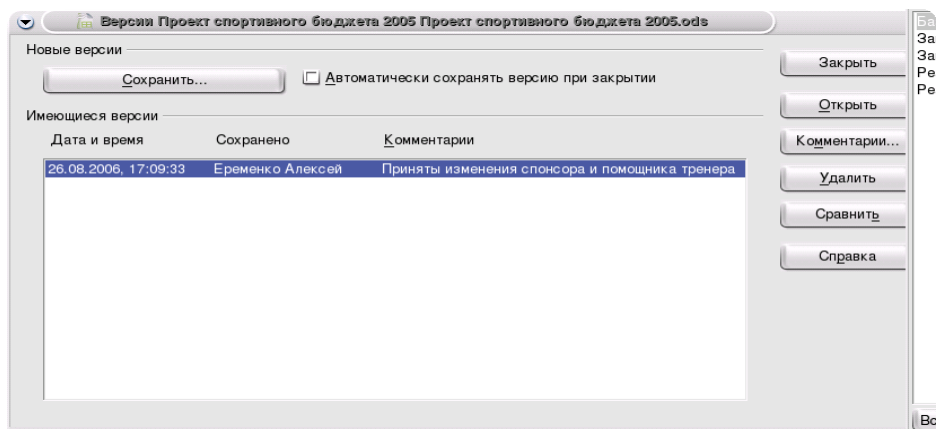 Версии Проект спортивного бюджета 2005 Проект спортивного бюджета 2005.ods
Новые версии
Сохранить...
Автоматически сохранять версию при закрытии
Имеющиеся версии
Дата и время Сохранено Комментарии
26.08.2006, 17:09:33 Еременко Алексей Приняты изменения спонсора и помощника тренера
Закрыть
Открыть
Комментарии...
Удалить
Сравнить
Справка